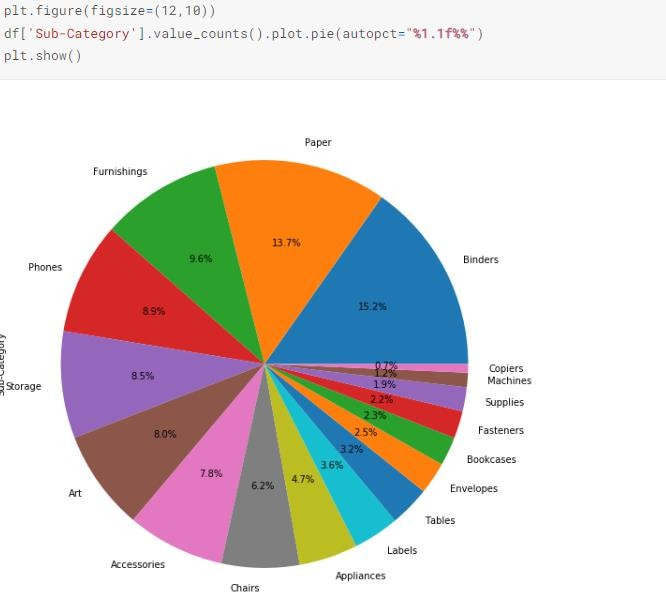 plt.figure(figsize=(12,10))
df['Sub-Category'].value_counts().plot.pie(autopct="%1.1f%%")
plt.show()
Paper
Furnishings
13.7%
Binders
9.6%
Phones
15.2%
8.9%
0.7%
Copiers
1.2%
Machines
8.5%
1.9%
Sub-Category
Storage
2.2%
Supplies
2.3%
Fasteners
8.0%
2.5%
3.2%
Bookcases
3.6%
7.8%
4.7%
6.2%
Envelopes
Art
Tables
Labels
Accessories
Appliances
Chairs